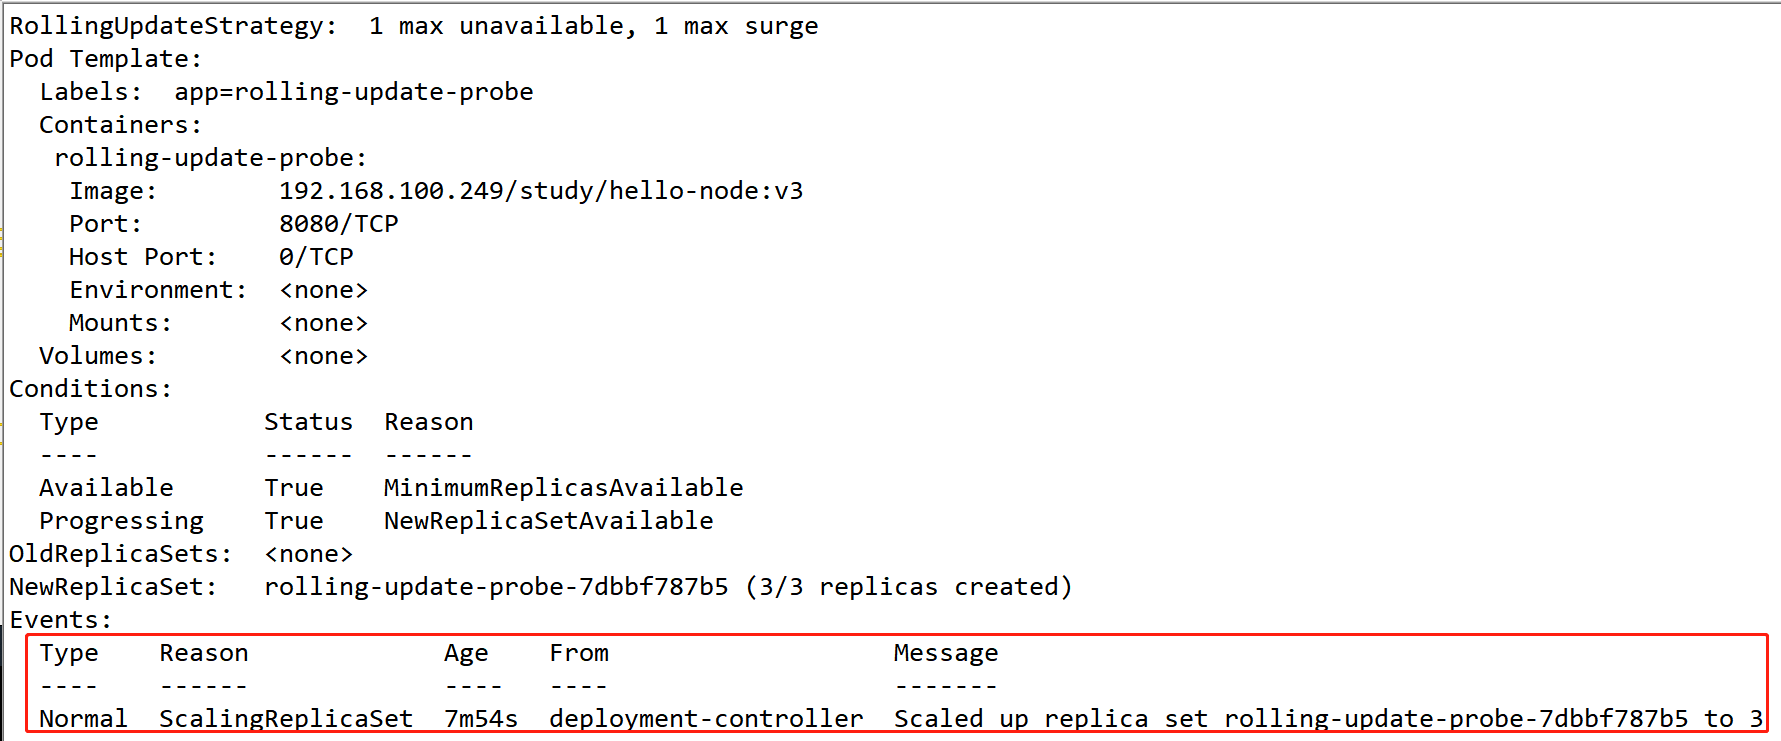 RollingUpdateStrategy:  1 max unavailable, 1 max surge
Pod Template:
  Labels:  app=rolling-update-probe
  Containers:
   rolling-update-probe:
    Image:        192.168.100.249/study/hello-node:v3
    Port:         8080/TCP
    Host Port:    0/TCP
    Environment:  <none>
    Mounts:       <none>
  Volumes:        <none>
Conditions:
  Type           Status  Reason
  ----           ------  ------
  Available      True    MinimumReplicasAvailable
  Progressing    True    NewReplicaSetAvailable
OldReplicaSets:  <none>
NewReplicaSet:   rolling-update-probe-7dbbf787b5 (3/3 replicas created)
Events:
  Type    Reason             Age    From                   Message
  ----    ------             ----   ----                   -------
  Normal  ScalingReplicaSet  7m54s  deployment-controller  Scaled up replica set rolling-update-probe-7dbbf787b5 to 3